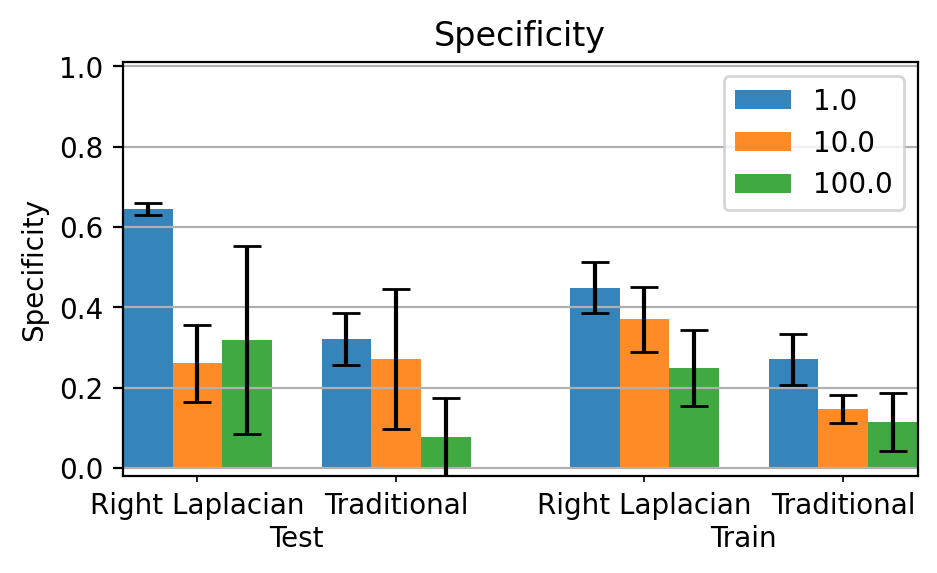 Specificity
1.0
0.8
0.6
0.4
0.2
0.0
Specificity
1.0
10.0
100.0
Right Laplacian Traditional Right Laplacian Traditional
Test Train